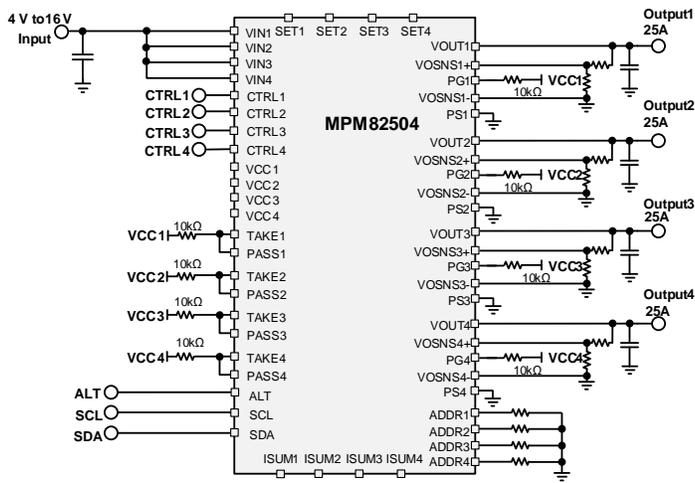 4 V to16 V
Input
SET1 SET2 SET3 SET4
Output1
25A
VIN1
VIN2
VIN3
VIN4
CTRL1 CTRL1
CTRL2 CTRL2
CTRL3 CTRL3
CTRL4 CTRL4
VCC1
VCC2
VCC3
VCC4
10kΩ
VCC1 TAKE1
PASS1
10kΩ
VCC2 TAKE2
PASS2
10kΩ
VCC3 TAKE3
PASS3
10kΩ
VCC4 TAKE4
PASS4
ALT ALT
SCL SCL
SDA SDA
MPM82504
VOUT1
VOSNS1+
PG1 VCC1
10kΩ
VOSNS1-
PS1
Output2
25A
VOUT2
VOSNS2+
PG2 VCC2
10kΩ
VOSNS2-
PS2
Output3
25A
VOUT3
VOSNS3+
PG3 VCC3
10kΩ
VOSNS3-
PS3
Output4
25A
VOUT4
VOSNS4+
PG4 VCC4
10kΩ
VOSNS4-
PS4
ADDR1
ADDR2
ADDR3
ADDR4
ISUM1 ISUM2 ISUM3 ISUM4